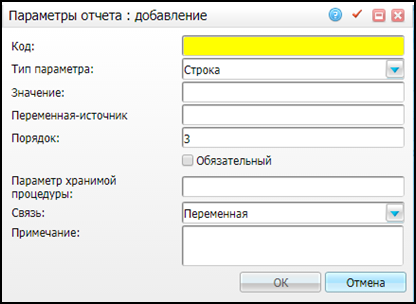 Параметры отчета : добавление
Код:
Тип параметра: Строка
Значение:
Переменная-источник
Порядок: 3
Обязательный
Параметр хранимой
процедуры:
Связь: Переменная
Примечание:
OK Отмена